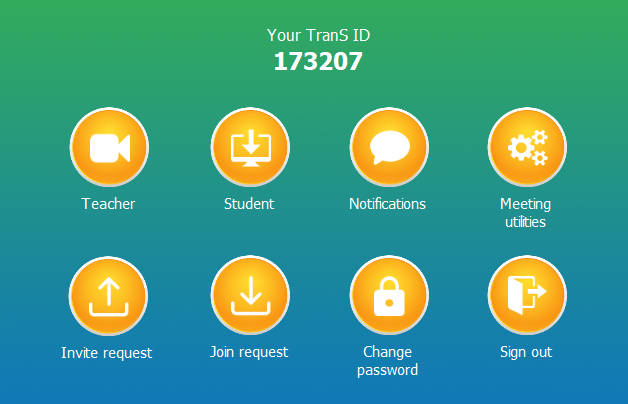 Your TranS ID
173207
Teacher
Student
Notifications
Meeting
utilities
Invite request
Join request
Change
password
Sign out